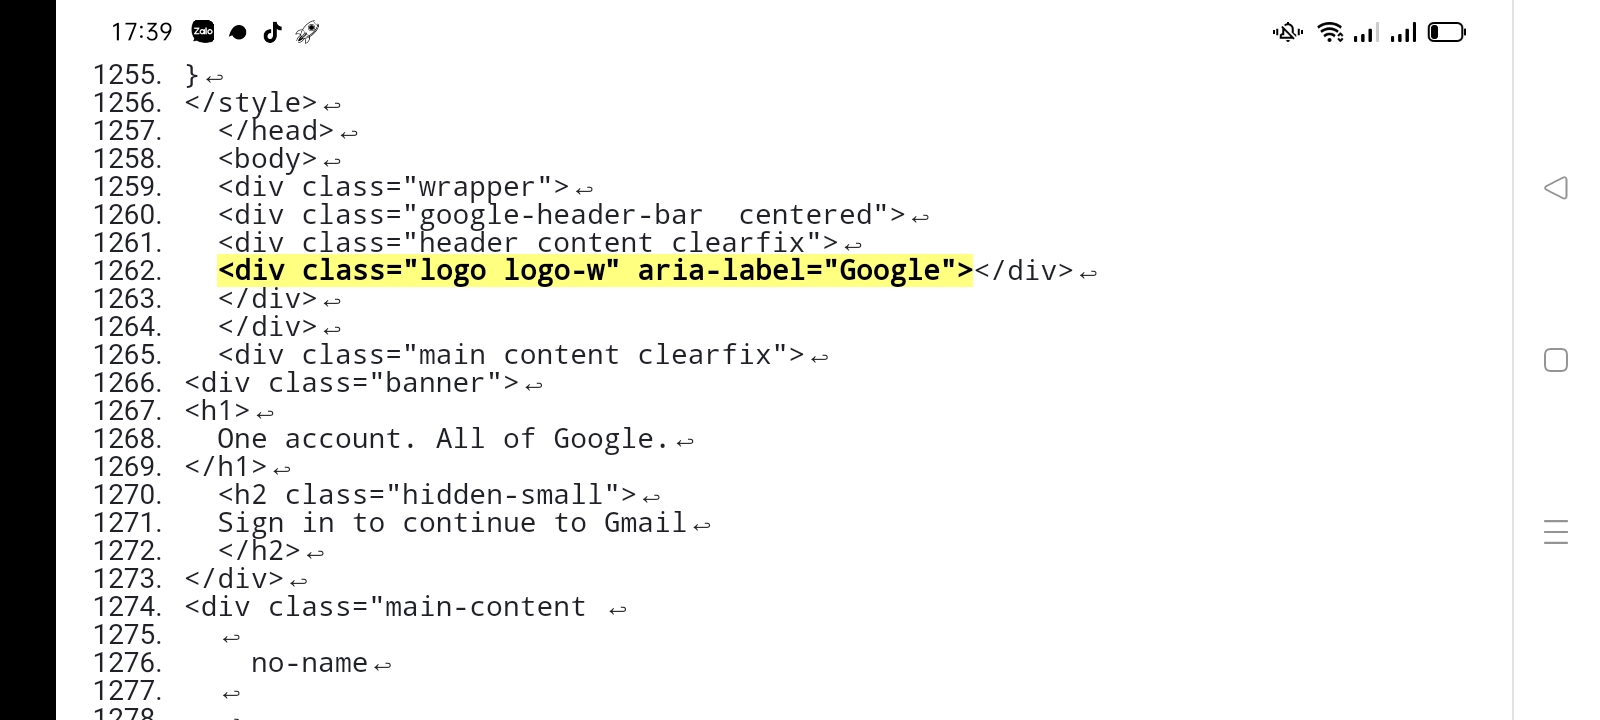 17:39 Zalo
1255. }↩
1256. </style>↩
1257. </head>↩
1258. <body>↩
1259. <div class="wrapper">↩
1260. <div class="google-header-bar  centered">↩
1261. <div class="header content clearfix">↩
1262. <div class="logo logo-w" aria-label="Google"></div>↩
1263. </div>↩
1264. </div>↩
1265. <div class="main content clearfix">↩
1266. <div class="banner">↩
1267. <h1>↩
1268. One account. All of Google.↩
1269. </h1>↩
1270. <h2 class="hidden-small">↩
1271. Sign in to continue to Gmail↩
1272. </h2>↩
1273. </div>↩
1274. <div class="main-content ↩
1275. ↩
1276. no-name↩
1277. ↩
1278.